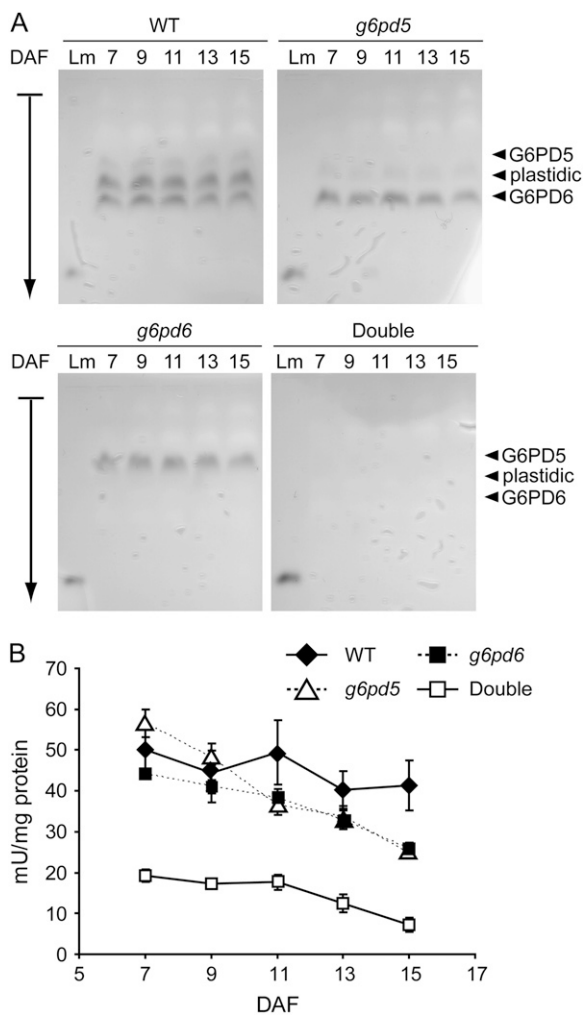 A
WT g6pd5
DAF Lm 7 9 11 13 15 Lm 7 9 11 13 15
G6PD5
plastidic
G6PD6
g6pd6 Double
DAF Lm 7 9 11 13 15 Lm 7 9 11 13 15
G6PD5
plastidic
G6PD6
B
WT g6pd6
g6pd5 Double
70
60
50
40
30
20
10
0
mU/mg protein
5 7 9 11 13 15 17
DAF